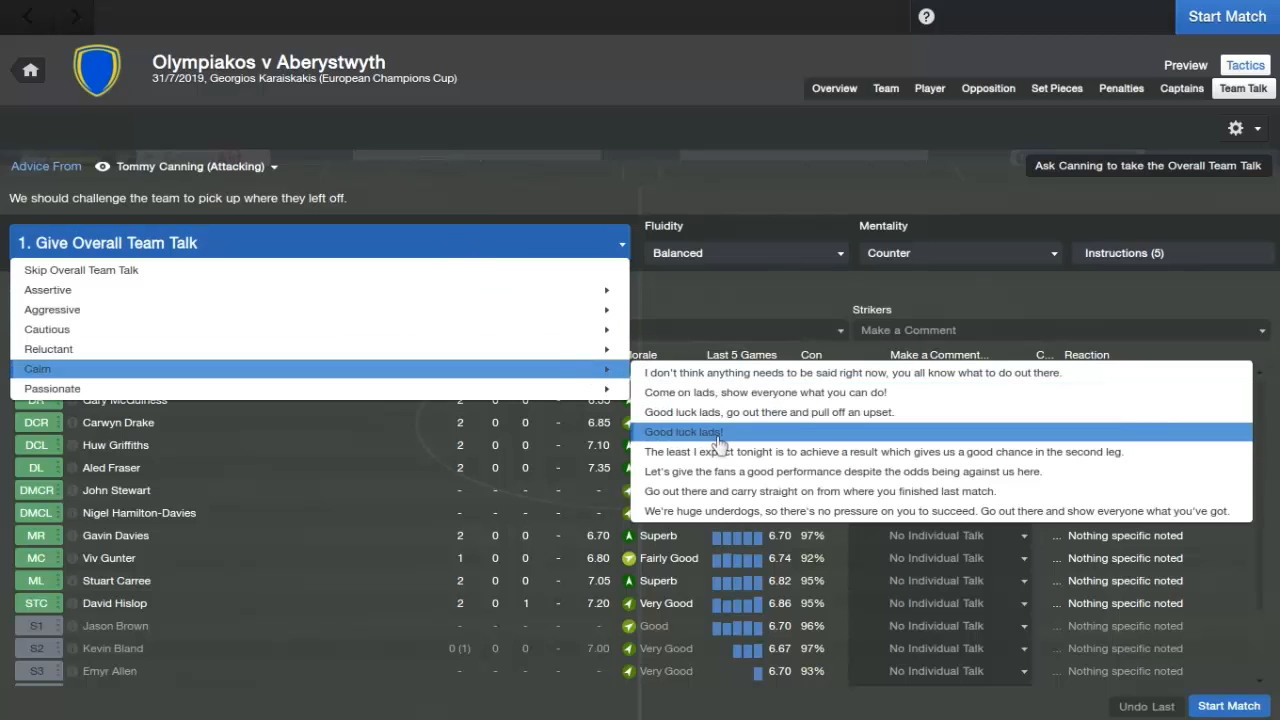 Start Match
Olympiakos v Aberystwyth
31/7/2019, Georgios Karaiskakis (European Champions Cup)
Preview Tactics
Overview Team Player Opposition Set Pieces Penalties Captains Team Talk
Advice From Tommy Canning (Attacking) Ask Canning to take the Overall Team Talk
We should challenge the team to pick up where they left off.
Fluidity Mentality
1. Give Overall Team Talk
Balanced Counter Instructions (5)
Skip Overall Team Talk
Assertive
Aggressive Strikers
Cautious Make a Comment
Reluctant Last 5 Games Con Make a Comment... C... Reaction
Calm I don't think anything needs to be said right now, you all know what to do out there.
Passionate Come on lads, show everyone what you can do!
DR Gary McGuiness 2 0 0 - 6.55
Good luck lads, go out there and pull off an upset.
DCR Carwyn Drake 2 0 0 - 6.85
Good luck lads!
DCL Huw Griffiths 2 0 0 - 7.10 The least I expect tonight is to achieve a result which gives us a good chance in the second leg.
DL Aled Fraser 2 0 0 - 7.35 Let's give the fans a good performance despite the odds being against us here.
DMCR John Stewart - - - - - Go out there and carry straight on from where you finished last match.
DMCL Nigel Hamilton-Davies - - - - - We're huge underdogs, so there's no pressure on you to succeed. Go out there and show everyone what you've got.
MR Gavin Davies 2 0 0 - 6.70 Superb 6.70 97% No Individual Talk ... Nothing specific noted
MC Viv Gunter 1 0 0 - 6.80 Fairly Good 6.74 92% No Individual Talk ... Nothing specific noted
ML Stuart Carree 2 0 0 - 7.05 Superb 6.82 95% No Individual Talk ... Nothing specific noted
STC David Hislop 2 0 1 - 7.20 Very Good 6.86 95% No Individual Talk ... Nothing specific noted
S1 Jason Brown - - - - - Good 6.70 96% No Individual Talk ... Nothing specific noted
S2 Kevin Bland 0 (1) 0 0 - 7.00 Very Good 6.67 97% No Individual Talk ... Nothing specific noted
S3 Emyr Allen - - - - - Very Good 6.70 93% No Individual Talk ... Nothing specific noted
Undo Last Start Match